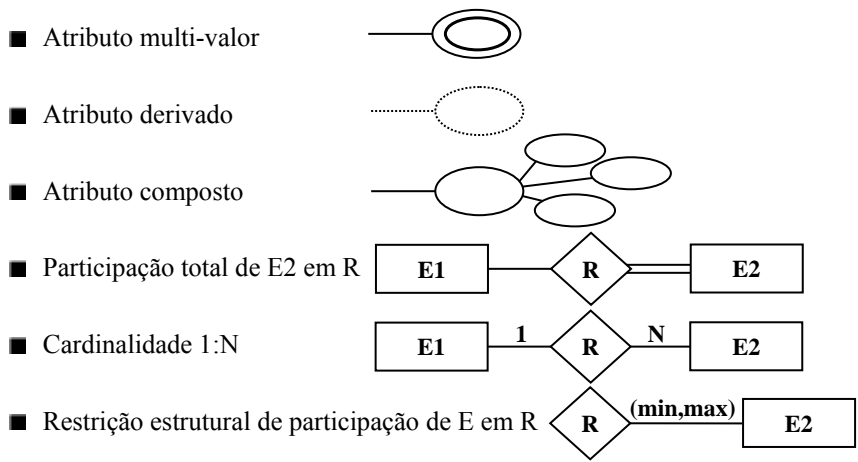 Atributo multi-valor
Atributo derivado
Atributo composto
Participação total de E2 em R E1 R E2
Cardinalidade 1:N E1 1 R N E2
Restrição estrutural de participação de E em R R (min,max) E2